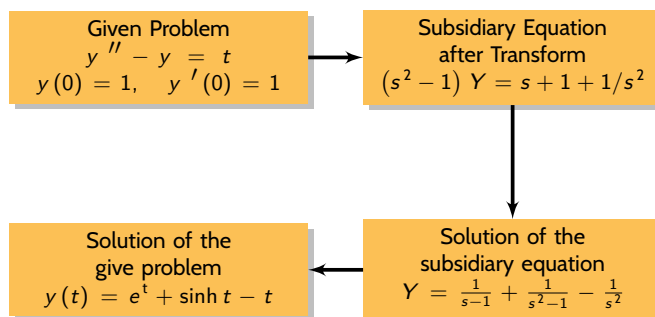 Given Problem
y ′′ − y = t
y (0) = 1, y ′ (0) = 1
Subsidiary Equation
after Transform
(s² − 1) Y = s + 1 + 1/s²
Solution of the
subsidiary equation
Y = 1/(s−1) + 1/(s²−1) − 1/s²
Solution of the
give problem
y (t) = eᵗ + sinh t − t